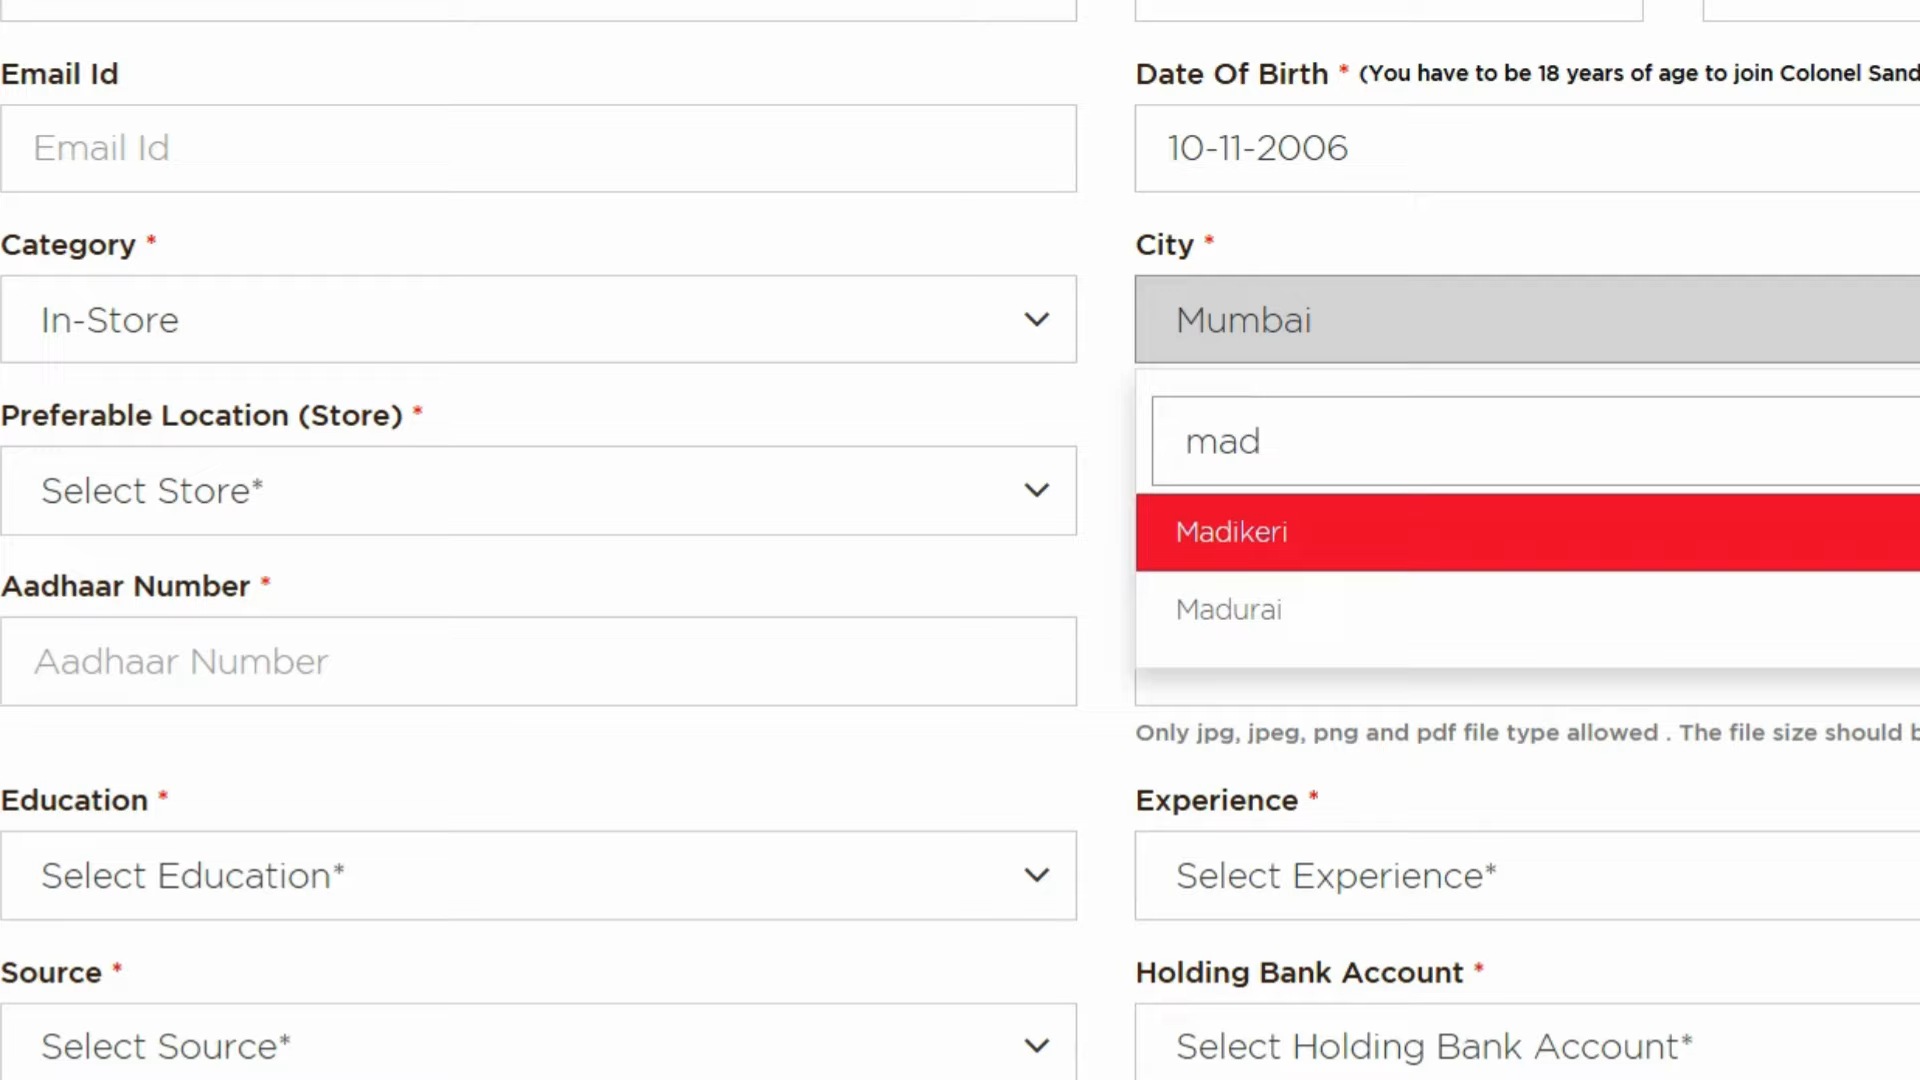 Email Id
Date Of Birth * (You have to be 18 years of age to join Colonel Sand
Email Id
10-11-2006
Category *
City *
In-Store
Mumbai
Preferable Location (Store) *
mad
Select Store*
Madikeri
Aadhaar Number *
Madurai
Aadhaar Number
Only jpg, jpeg, png and pdf file type allowed . The file size should
Education *
Experience *
Select Education*
Select Experience*
Source *
Holding Bank Account *
Select Source*
Select Holding Bank Account*